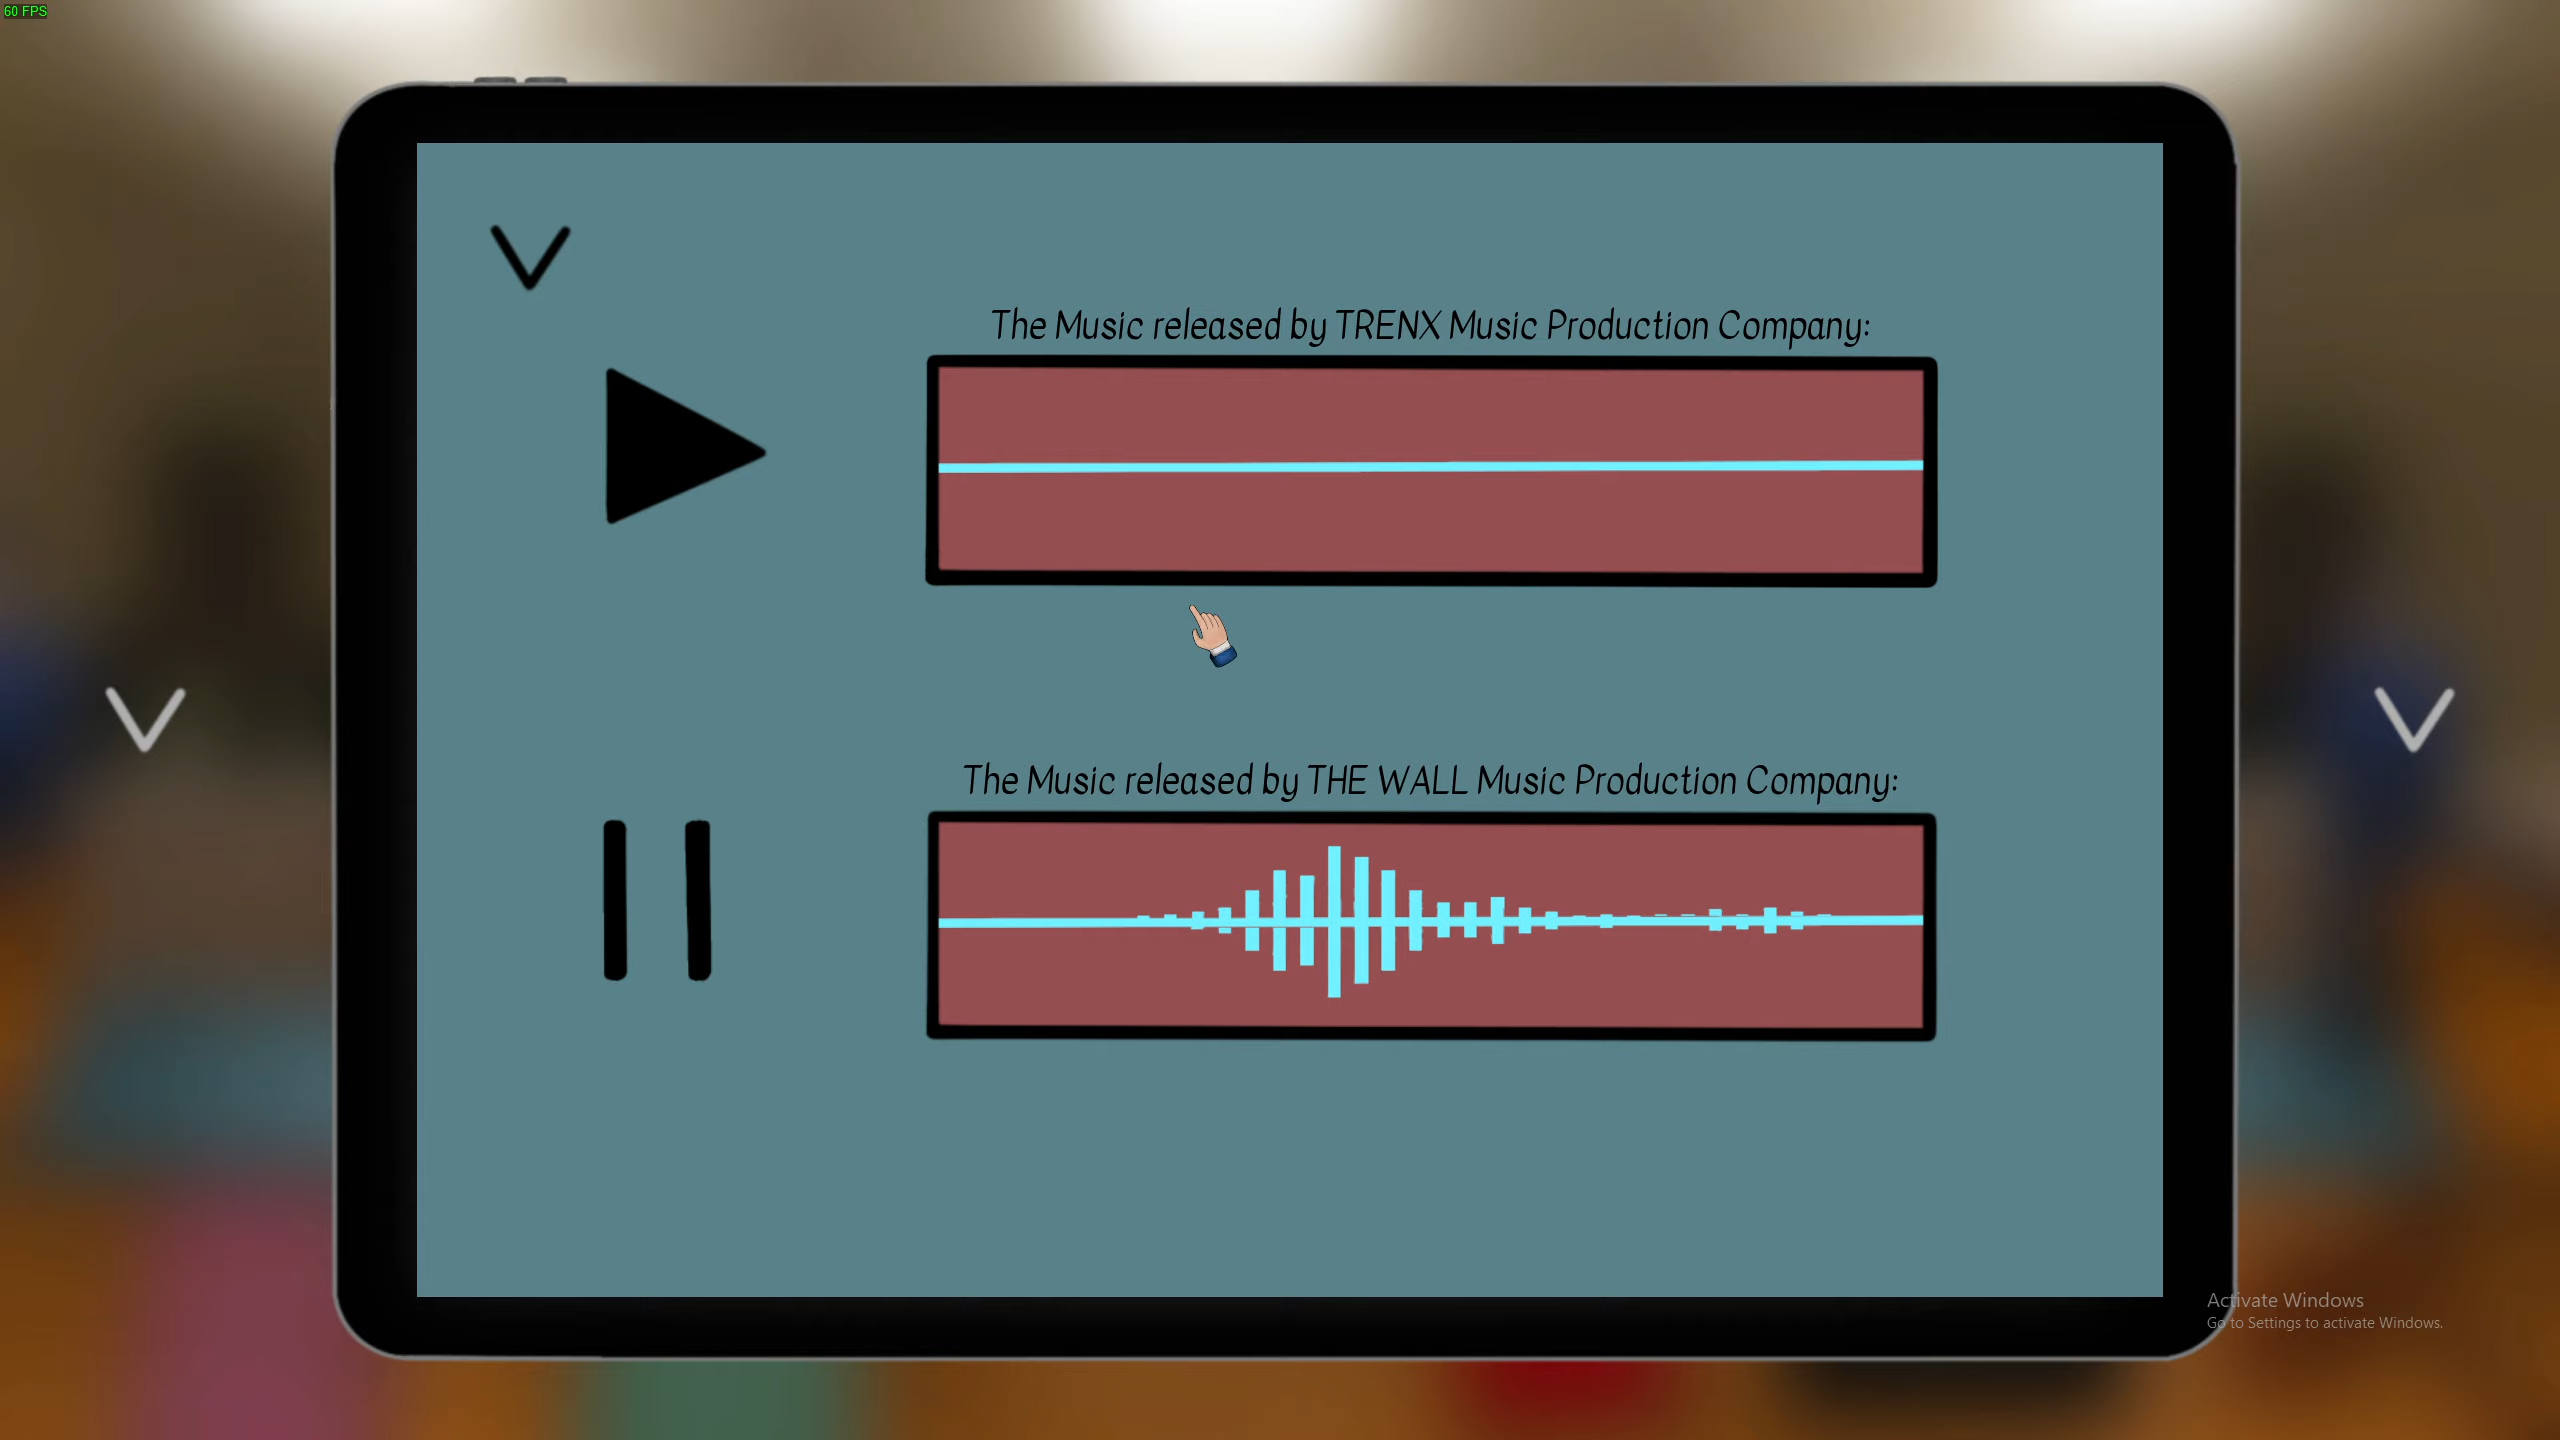 60 FPS
The Music released by TRENX Music Production Company:
The Music released by THE WALL Music Production Company:
Activate Windows
Go to Settings to activate Windows.